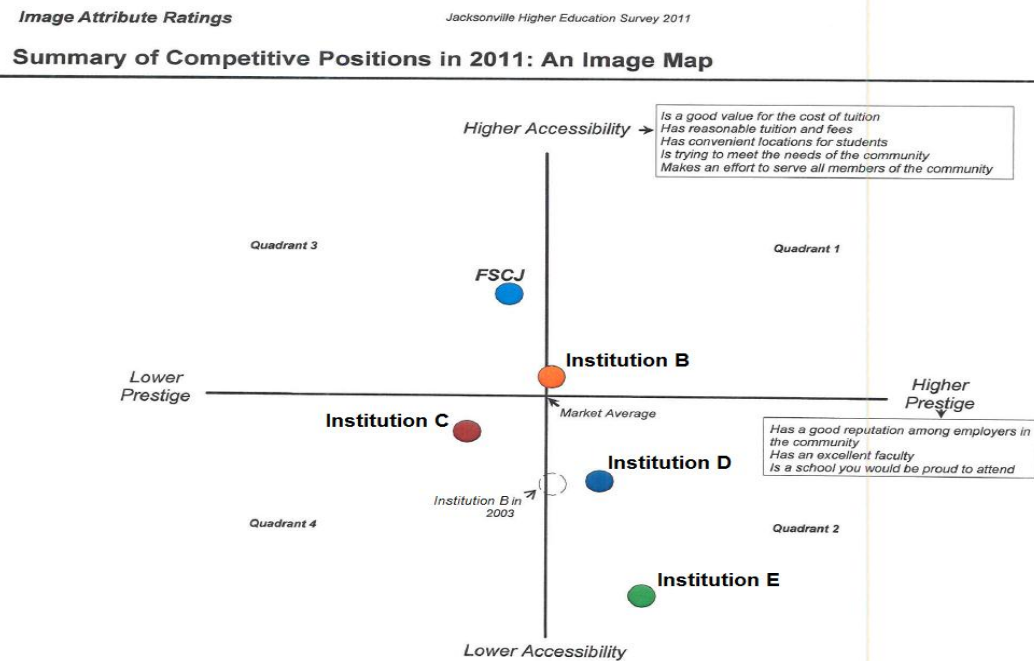 Image Attribute Ratings
Jacksonville Higher Education Survey 2011
Summary of Competitive Positions in 2011: An Image Map
Higher Accessibility
Is a good value for the cost of tuition
Has reasonable tuition and fees
Has convenient locations for students
Is trying to meet the needs of the community
Makes an effort to serve all members of the community
Quadrant 3
Quadrant 1
FSCJ
Institution B
Lower
Prestige
Higher
Prestige
Market Average
Institution C
Has a good reputation among employers in
the community
Has an excellent faculty
Is a school you would be proud to attend
Institution D
Institution B in
2003
Quadrant 4
Quadrant 2
Institution E
Lower Accessibility